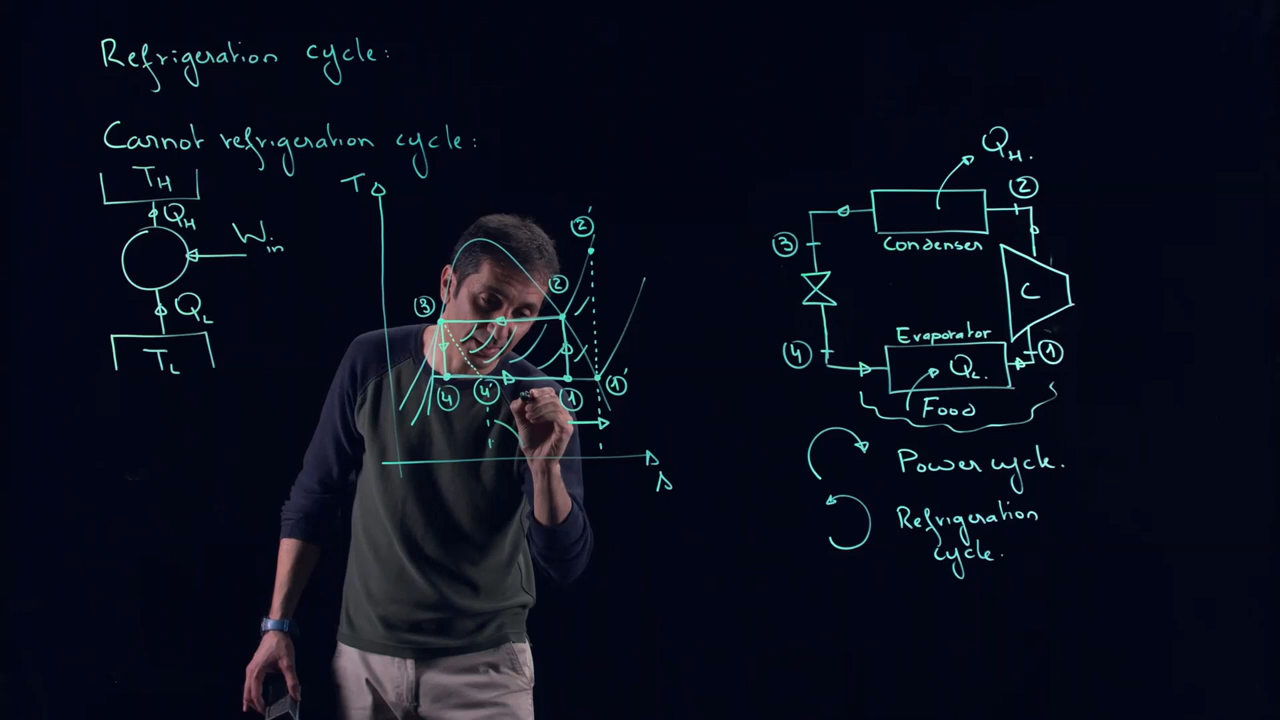 Refrigeration cycle:
Carnot refrigeration cycle:
T_H
Q_H
W_in
Q_L
T_L
T
2'
2
3
4
4'
1
1'
s
Q_H.
2
Condenser
3
C
Evaporator
4
Q_L.
1
Food
Power cycle.
Refrigeration
cycle.